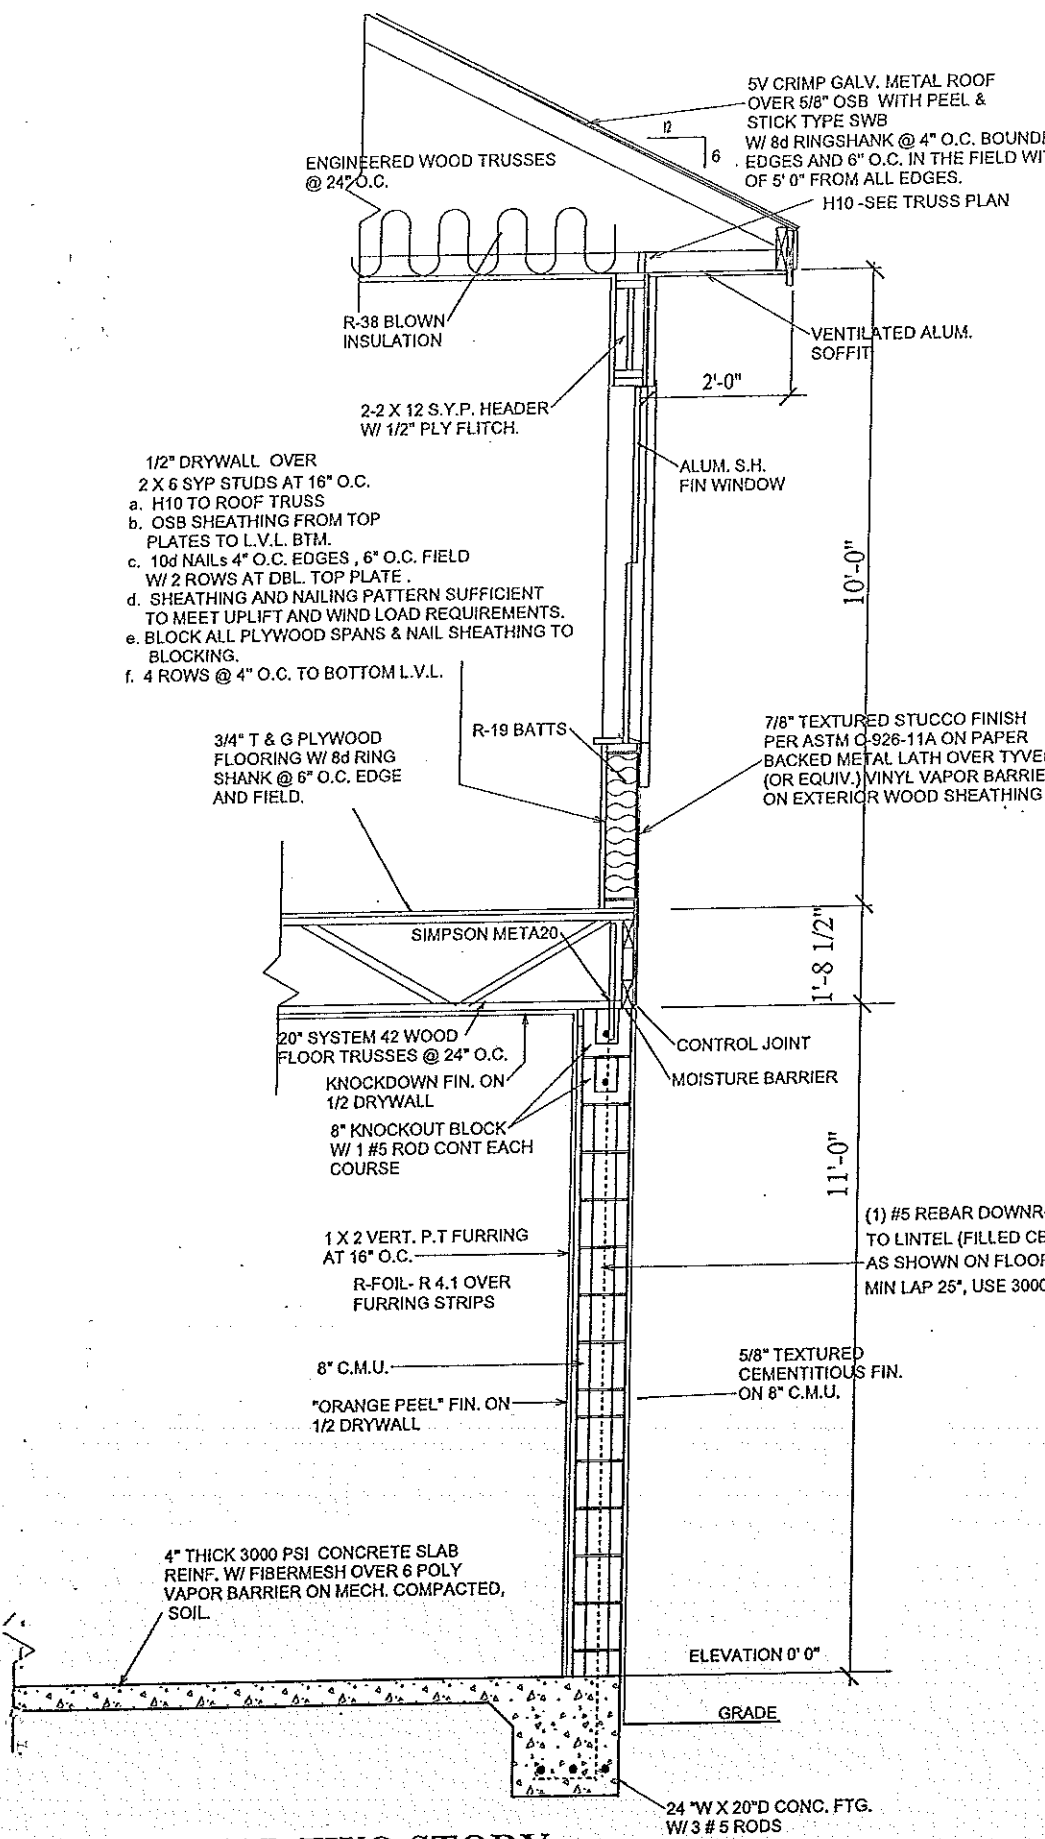 5V CRIMP GALV. METAL ROOF
OVER 5/8" OSB WITH PEEL &
STICK TYPE SWB
W/ 8d RINGSHANK @ 4" O.C. BOUND
EDGES AND 6" O.C. IN THE FIELD WI
OF 5' 0" FROM ALL EDGES.
12
6
ENGINEERED WOOD TRUSSES
@ 24" O.C.
H10 -SEE TRUSS PLAN
R-38 BLOWN
INSULATION
VENTILATED ALUM.
SOFFIT
2'-0"
2-2 X 12 S.Y.P. HEADER
W/ 1/2" PLY FLITCH.
ALUM. S.H.
FIN WINDOW
1/2" DRYWALL OVER
2 X 6 SYP STUDS AT 16" O.C.
a. H10 TO ROOF TRUSS
b. OSB SHEATHING FROM TOP
PLATES TO L.V.L. BTM.
c. 10d NAILs 4" O.C. EDGES , 6" O.C. FIELD
W/ 2 ROWS AT DBL. TOP PLATE .
d. SHEATHING AND NAILING PATTERN SUFFICIENT
TO MEET UPLIFT AND WIND LOAD REQUIREMENTS.
e. BLOCK ALL PLYWOOD SPANS & NAIL SHEATHING TO
BLOCKING.
f. 4 ROWS @ 4" O.C. TO BOTTOM L.V.L.
10'-0"
R-19 BATTS
7/8" TEXTURED STUCCO FINISH
PER ASTM C-926-11A ON PAPER
BACKED METAL LATH OVER TYVE
(OR EQUIV.) VINYL VAPOR BARRIE
ON EXTERIOR WOOD SHEATHING
3/4" T & G PLYWOOD
FLOORING W/ 8d RING
SHANK @ 6" O.C. EDGE
AND FIELD.
SIMPSON META20
1'-8 1/2"
20" SYSTEM 42 WOOD
FLOOR TRUSSES @ 24" O.C.
CONTROL JOINT
MOISTURE BARRIER
KNOCKDOWN FIN. ON
1/2 DRYWALL
8" KNOCKOUT BLOCK
W/ 1 #5 ROD CONT EACH
COURSE
11'-0"
(1) #5 REBAR DOWNR
TO LINTEL (FILLED CE
AS SHOWN ON FLOOR
MIN LAP 25", USE 3000
1 X 2 VERT. P.T FURRING
AT 16" O.C.
R-FOIL- R 4.1 OVER
FURRING STRIPS
8" C.M.U.
5/8" TEXTURED
CEMENTITIOUS FIN.
ON 8" C.M.U.
"ORANGE PEEL" FIN. ON
1/2 DRYWALL
4" THICK 3000 PSI CONCRETE SLAB
REINF. W/ FIBERMESH OVER 6 POLY
VAPOR BARRIER ON MECH. COMPACTED,
SOIL.
ELEVATION 0' 0"
GRADE
24 "W X 20"D CONC. FTG.
W/ 3 # 5 RODS
STORY